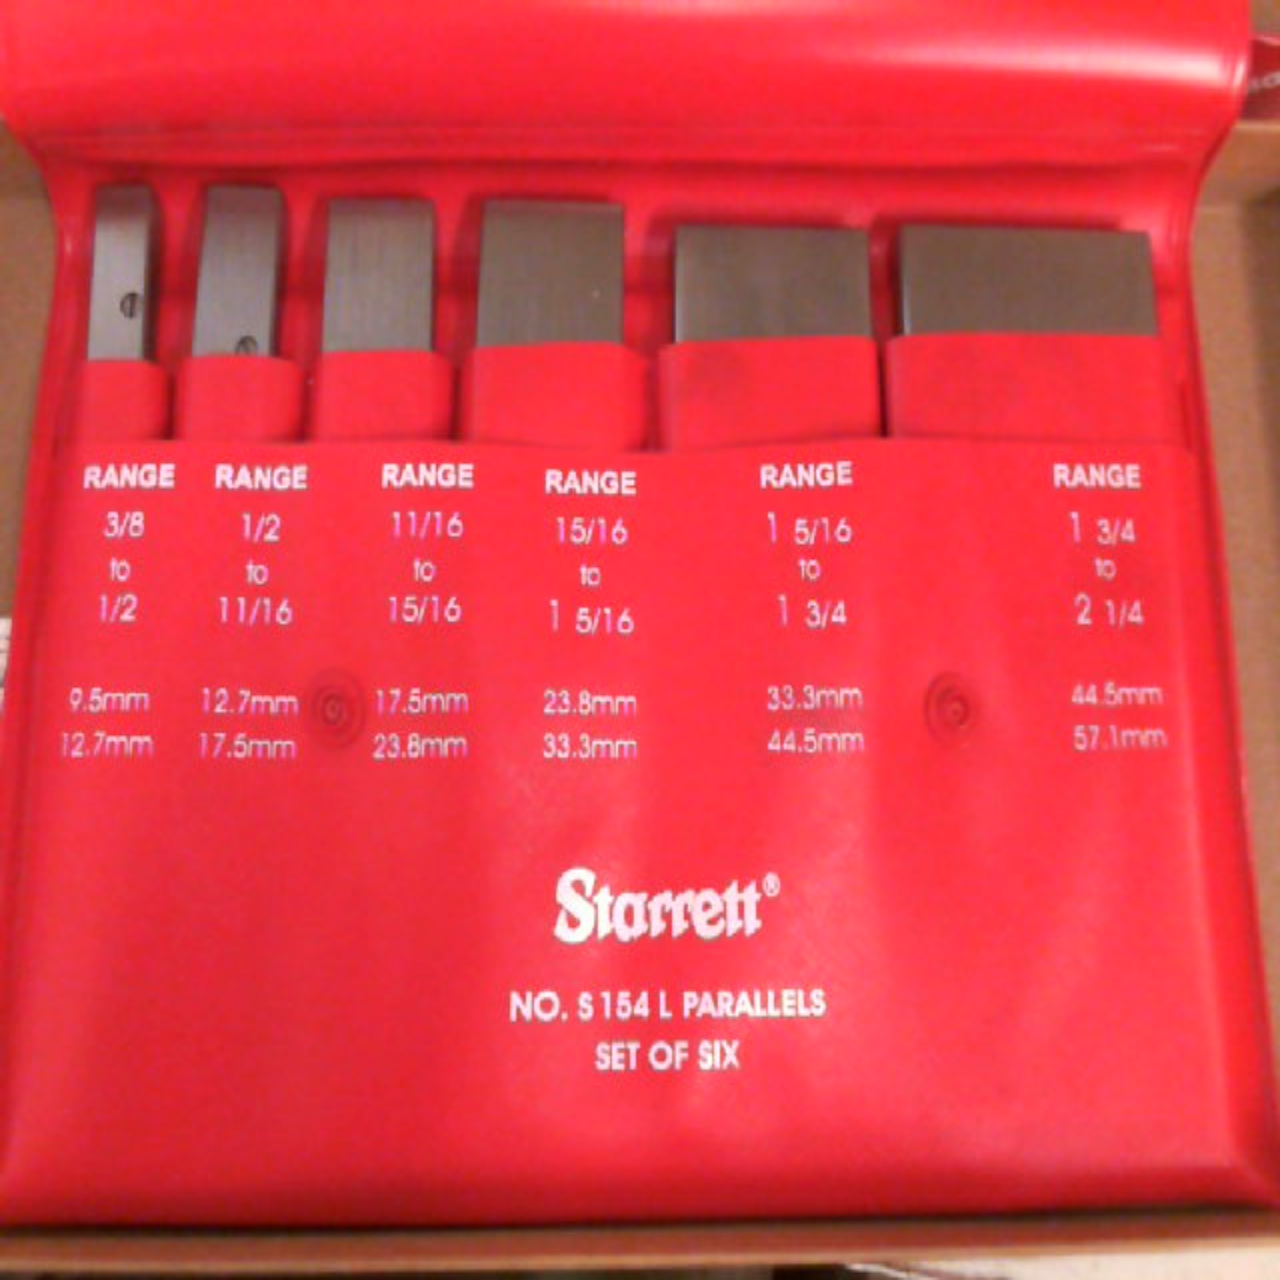 RANGE RANGE RANGE RANGE RANGE RANGE
3/8 1/2 11/16 15/16 1 5/16 1 3/4
to to to to to to
1/2 11/16 15/16 1 5/16 1 3/4 2 1/4
9.5mm 12.7mm 17.5mm 23.8mm 33.3mm 44.5mm
12.7mm 17.5mm 23.8mm 33.3mm 44.5mm 57.1mm
Starrett®
NO. S 154 L PARALLELS
SET OF SIX